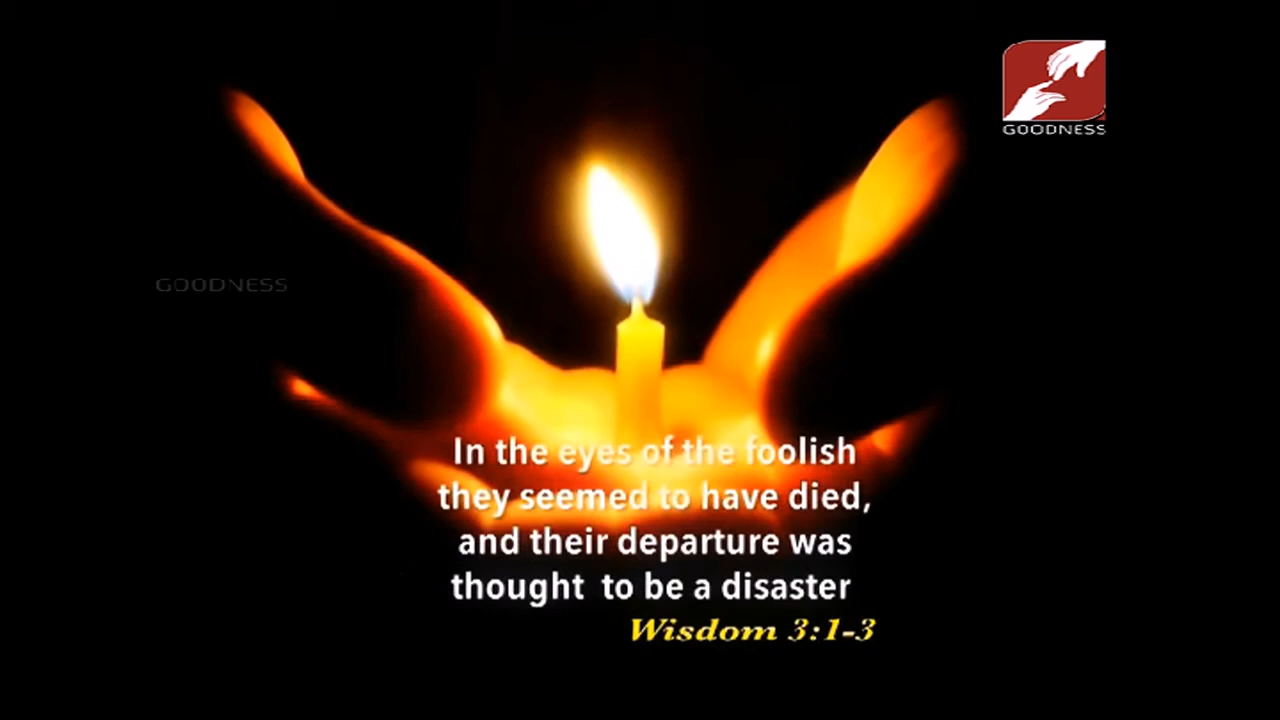 GOODNESS
GOODNESS
In the eyes of the foolish
they seemed to have died,
and their departure was
thought to be a disaster
Wisdom 3:1-3